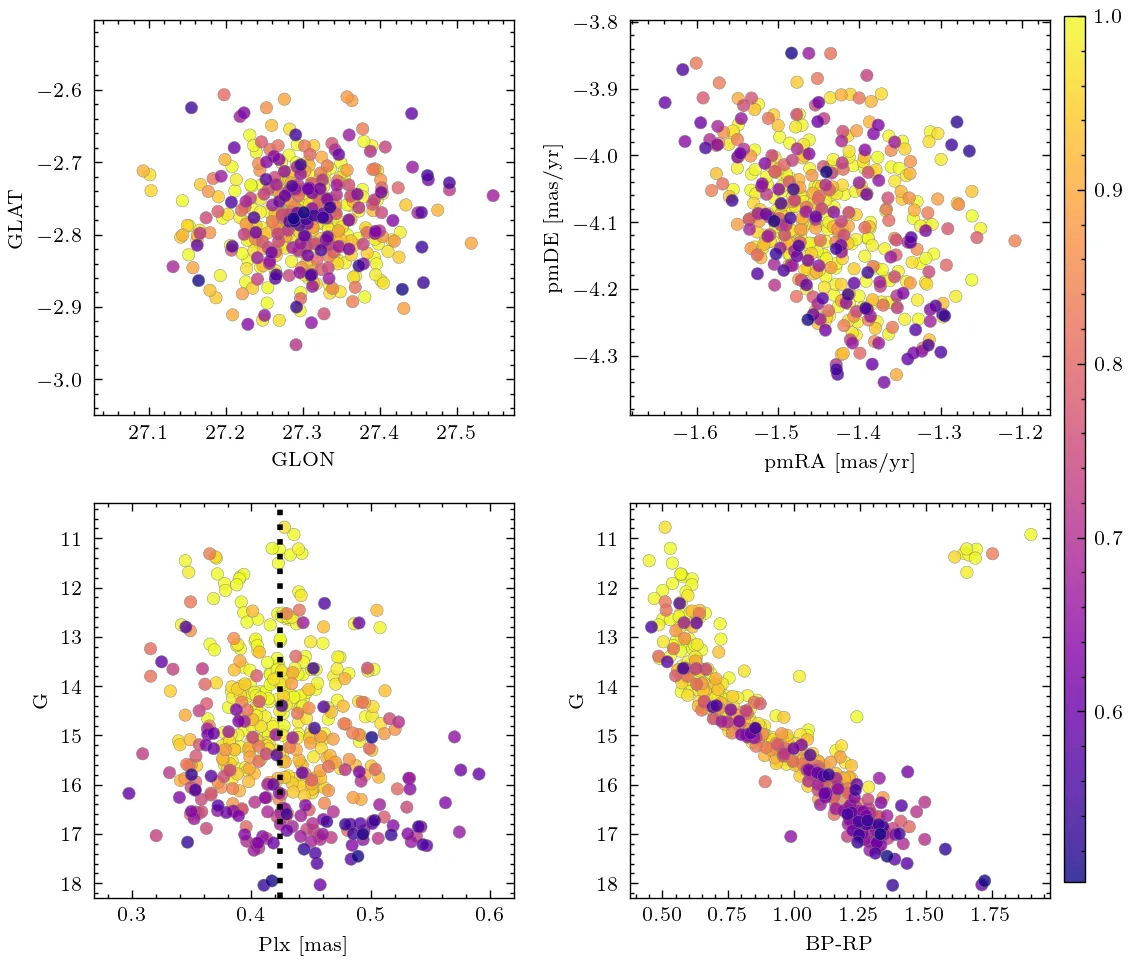 GLAT
−2.6
−2.7
−2.8
−2.9
−3.0
27.1 27.2 27.3 27.4 27.5
GLON
pmDE [mas/yr]
−3.8
−3.9
−4.0
−4.1
−4.2
−4.3
−1.6 −1.5 −1.4 −1.3 −1.2
pmRA [mas/yr]
G
11
12
13
14
15
16
17
18
0.3 0.4 0.5 0.6
Plx [mas]
G
11
12
13
14
15
16
17
18
0.50 0.75 1.00 1.25 1.50 1.75
BP-RP
1.0
0.9
0.8
0.7
0.6